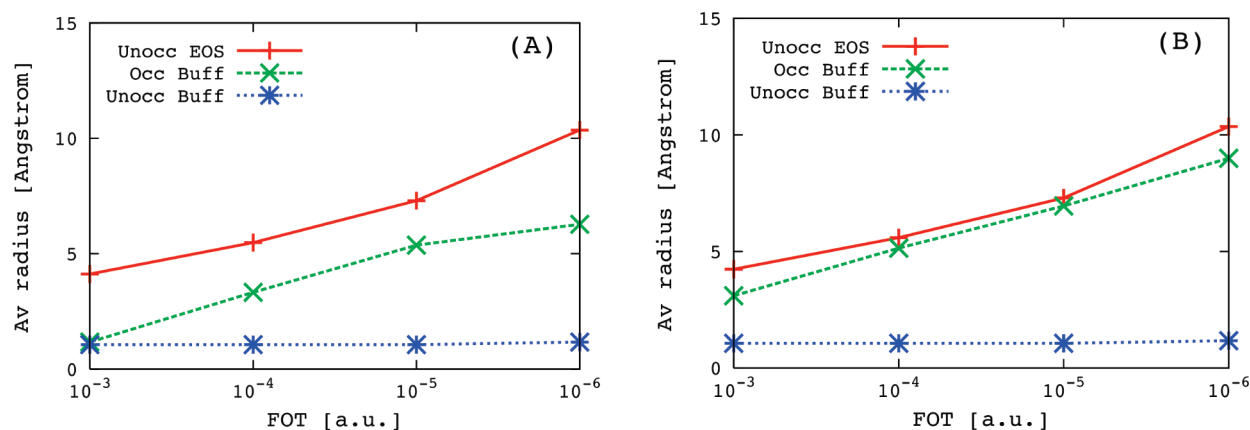 15
10
5
0
Av radius [Angstrom]
Unocc EOS
Occ Buff
Unocc Buff
(A)
10⁻³ 10⁻⁴ 10⁻⁵ 10⁻⁶
FOT [a.u.]
15
10
5
0
Av radius [Angstrom]
Unocc EOS
Occ Buff
Unocc Buff
(B)
10⁻³ 10⁻⁴ 10⁻⁵ 10⁻⁶
FOT [a.u.]